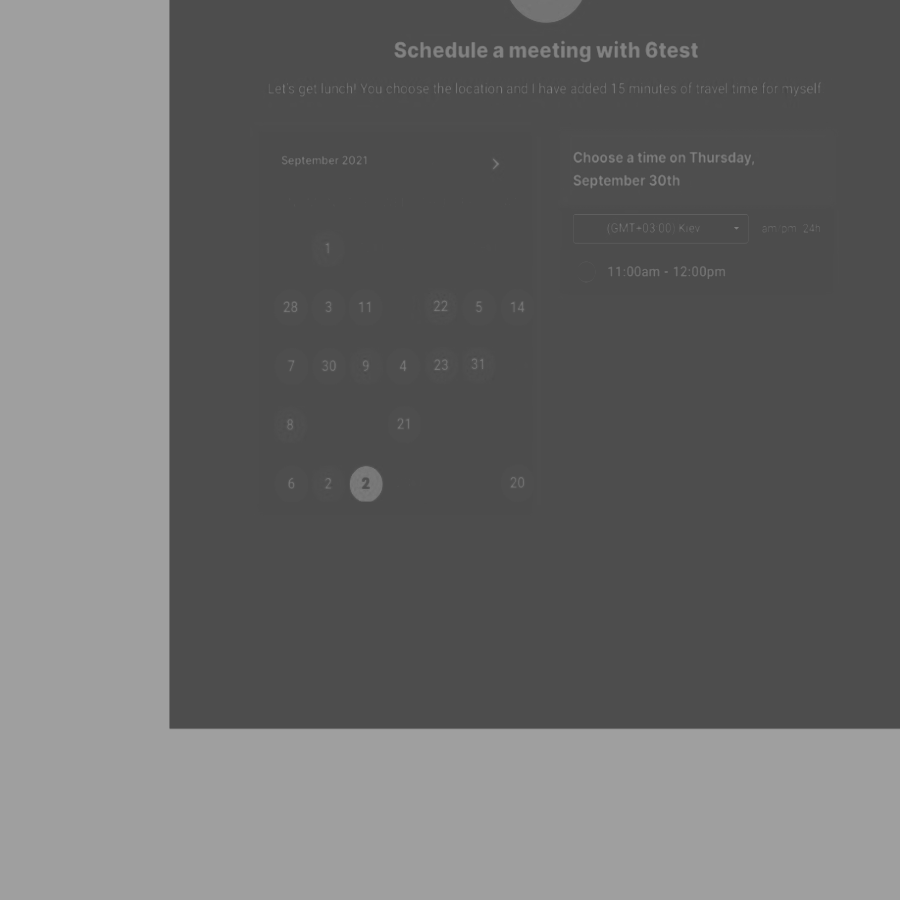 Schedule a meeting with 6test
Let's get lunch! You choose the location and I have added 15 minutes of travel time for myself
September 2021
Choose a time on Thursday,
September 30th
(GMT+03:00) Kiev
am pm 24h
11:00am - 12:00pm
1
28 3 11 22 5 14
7 30 9 4 23 31
8 21
6 2 2 20